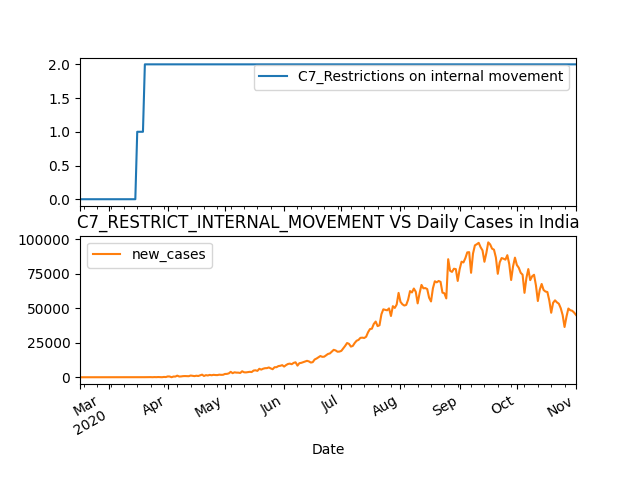 2.0
1.5
1.0
0.5
0.0
C7_Restrictions on internal movement
C7_RESTRICT_INTERNAL_MOVEMENT VS Daily Cases in India
100000
75000
50000
25000
0
new_cases
Mar
2020
Apr
May
Jun
Jul
Aug
Sep
Oct
Nov
Date